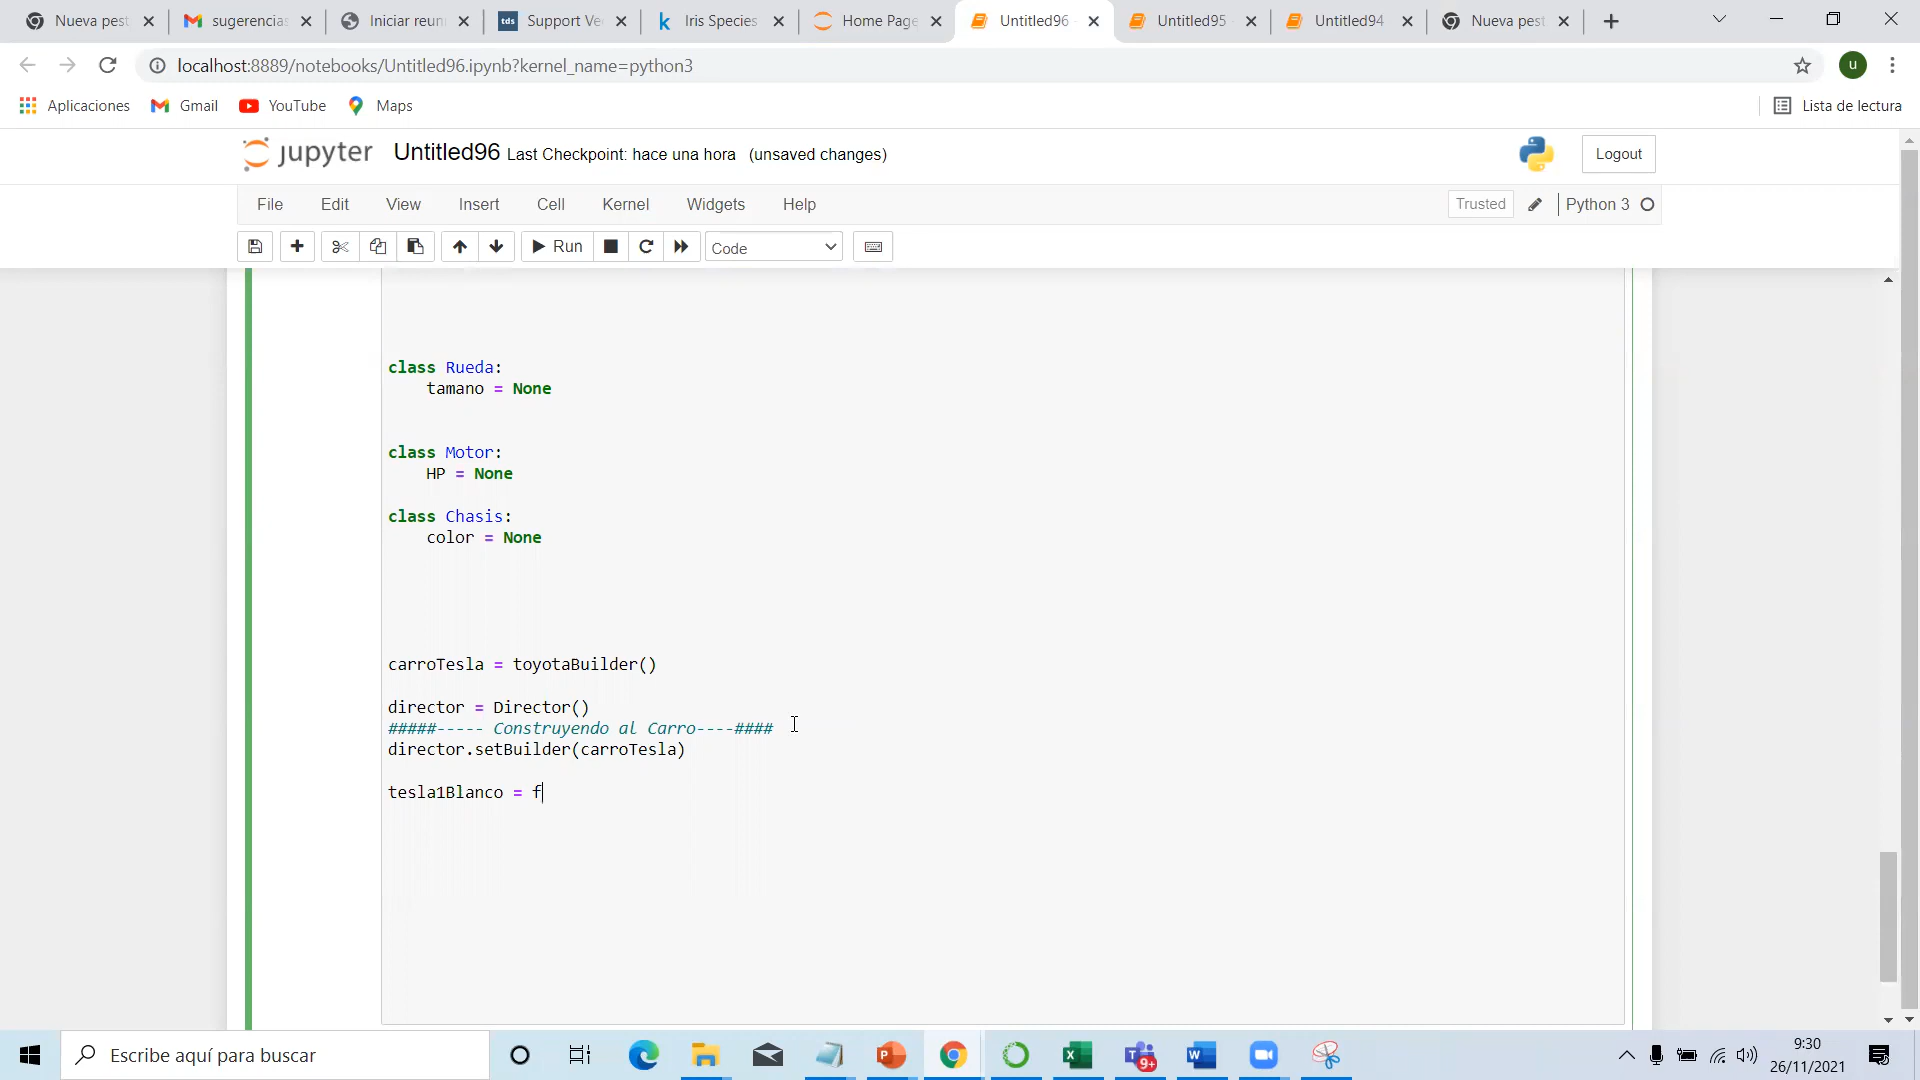 Nueva pest
sugerencias
Iniciar reuni
tds Support Ve
k Iris Species
Home Page
Untitled96
Untitled95
Untitled94
Nueva pest
localhost:8889/notebooks/Untitled96.ipynb?kernel_name=python3
u
Aplicaciones
Gmail
YouTube
Maps
Lista de lectura
jupyter Untitled96 Last Checkpoint: hace una hora (unsaved changes)
Logout
File Edit View Insert Cell Kernel Widgets Help
Trusted
Python 3
Run
Code
class Rueda:
tamano = None
class Motor:
HP = None
class Chasis:
color = None
carroTesla = toyotaBuilder()
director = Director()
#####----- Construyendo al Carro----####
director.setBuilder(carroTesla)
tesla1Blanco = f
Escribe aquí para buscar
9+
9:30
26/11/2021